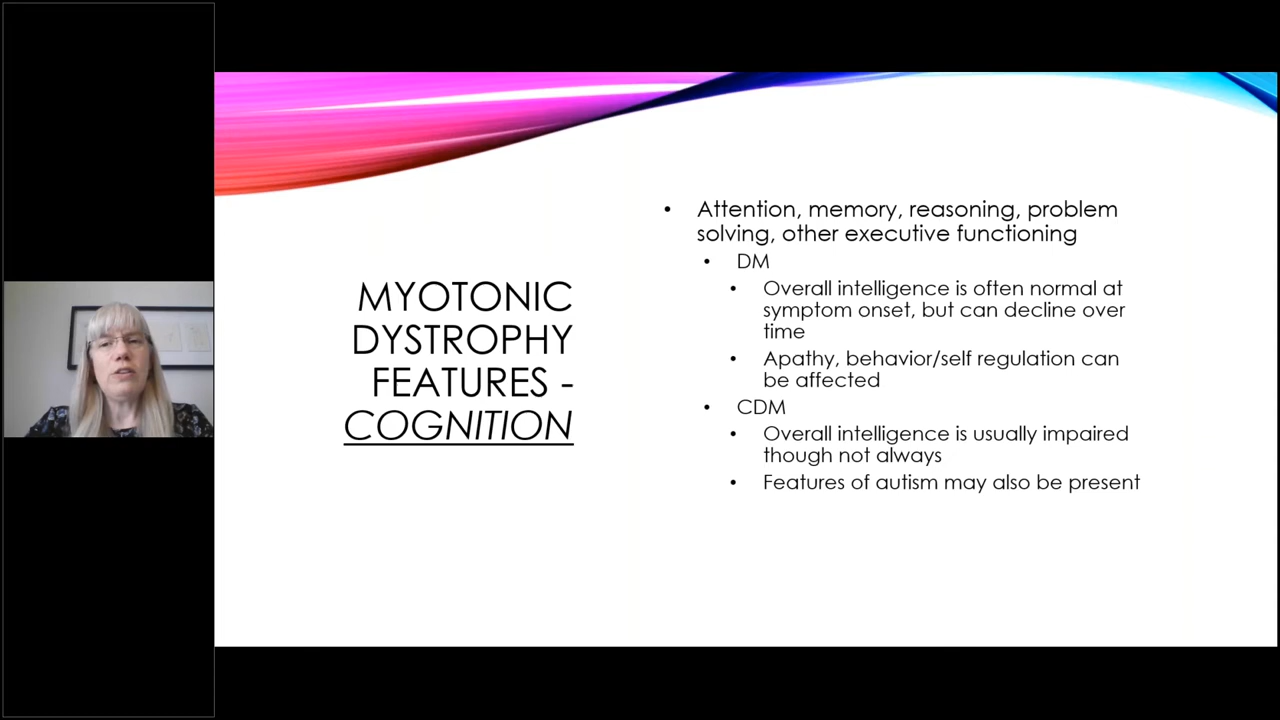 MYOTONIC
DYSTROPHY
FEATURES -
COGNITION
• Attention, memory, reasoning, problem
solving, other executive functioning
• DM
• Overall intelligence is often normal at
symptom onset, but can decline over
time
• Apathy, behavior/self regulation can
be affected
• CDM
• Overall intelligence is usually impaired
though not always
• Features of autism may also be present